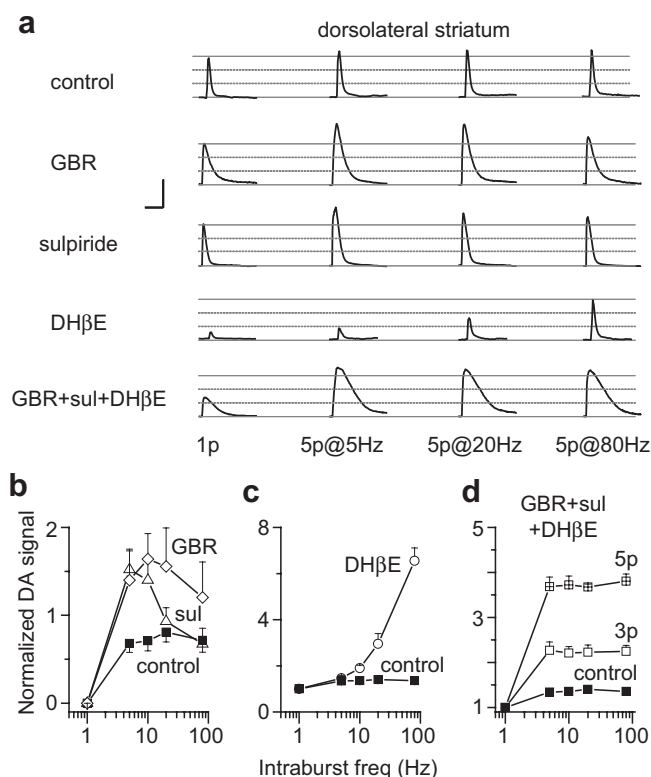 a
dorsolateral striatum
control
GBR
sulpiride
DHβE
GBR+sul+DHβE
1p 5p@5Hz 5p@20Hz 5p@80Hz
b c d
GBR+sul
+DHβE
Normalized DA signal
2
1
0
GBR
sul
control
1 10 100
8
4
0
DHβE
control
1 10 100
5
3
1
5p
3p
control
1 10 100
Intraburst freq (Hz)